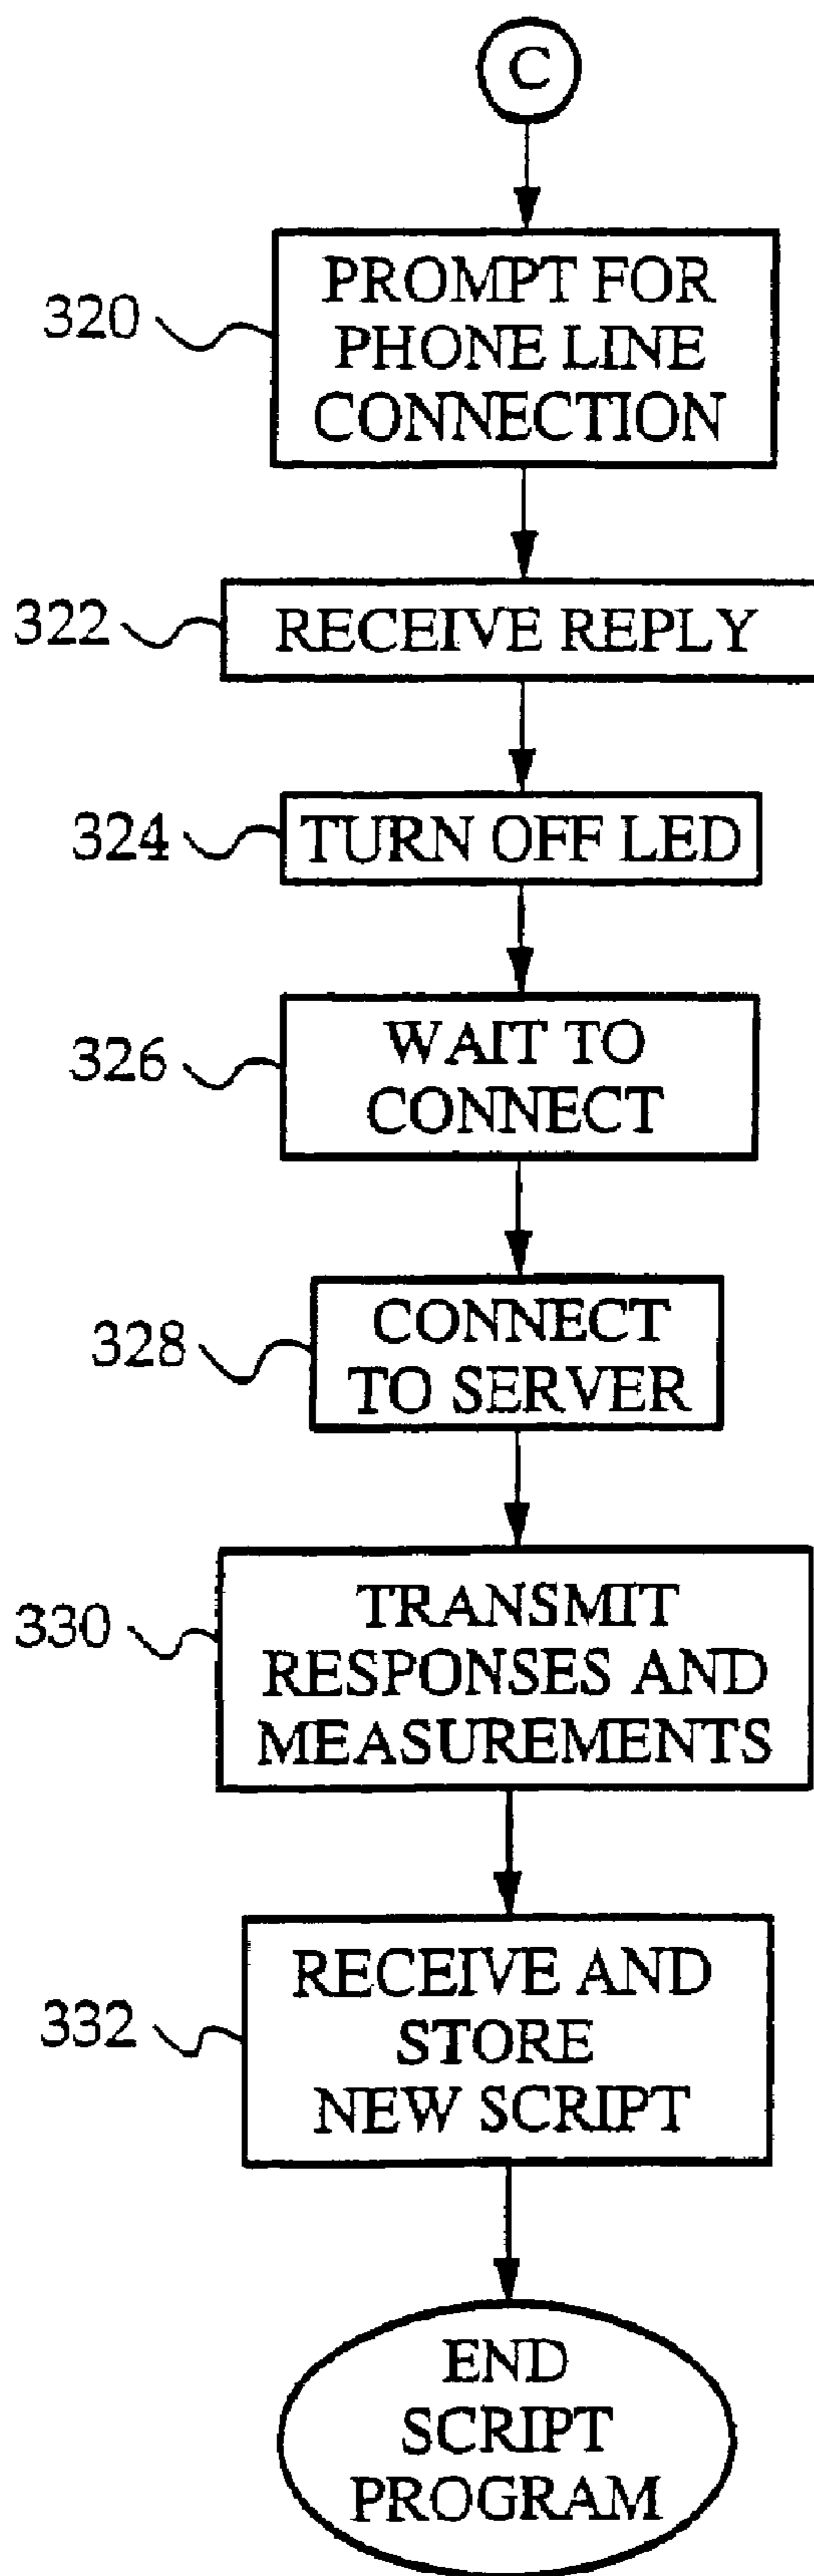 C
320
PROMPT FOR
PHONE LINE
CONNECTION
322
RECEIVE REPLY
324
TURN OFF LED
326
WAIT TO
CONNECT
328
CONNECT
TO SERVER
330
TRANSMIT
RESPONSES AND
MEASUREMENTS
332
RECEIVE AND
STORE
NEW SCRIPT
END
SCRIPT
PROGRAM